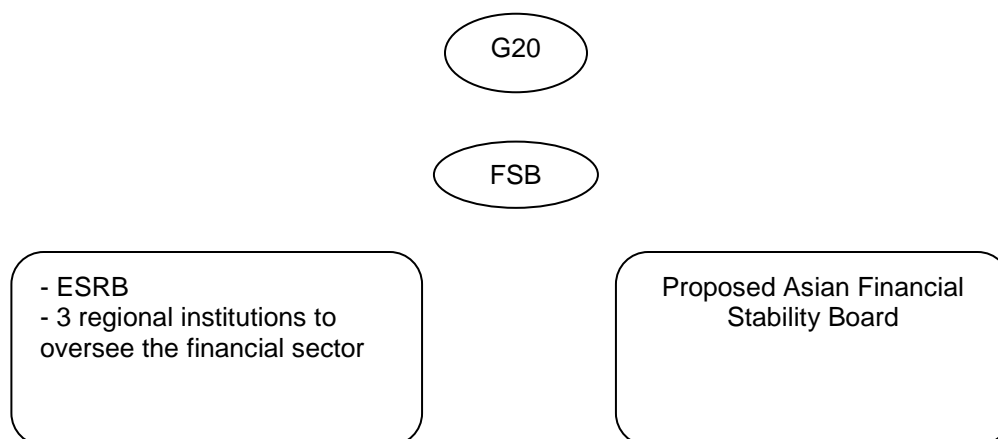 G20
FSB
- ESRB
- 3 regional institutions to
oversee the financial sector
Proposed Asian Financial
Stability Board